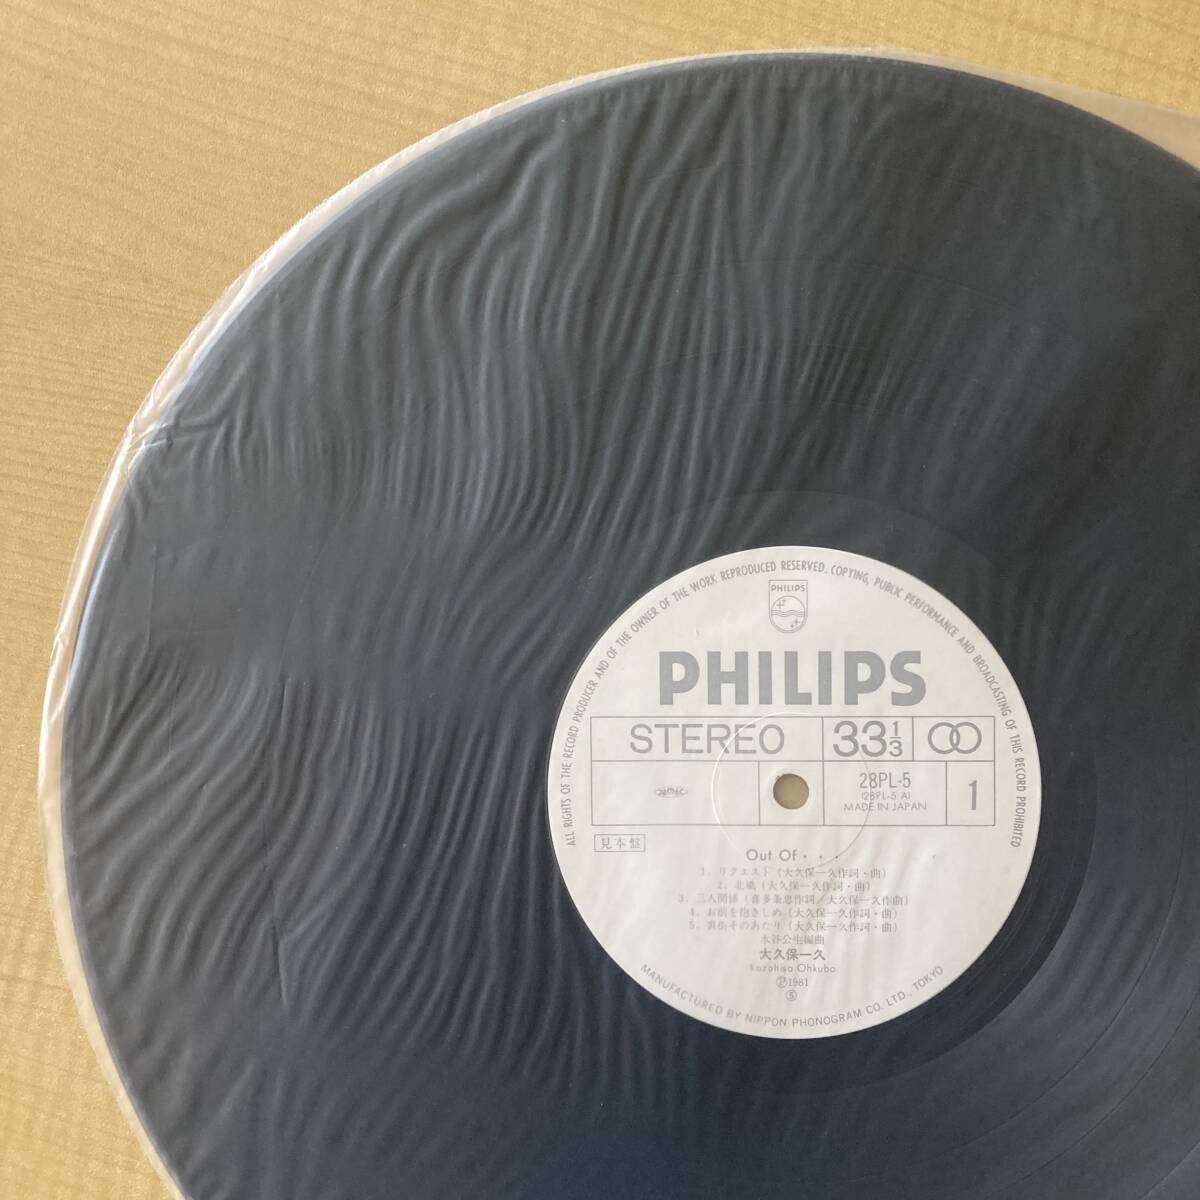 ALL RIGHTS OF THE RECORD PRODUCER AND OF THE OWNER OF THE WORK REPRODUCED RESERVED, COPYING, PUBLIC PERFORMANCE AND BROADCASTING OF THIS RECORD PROHIBITED
PHILIPS
PHILIPS
STEREO 33 1/3
28PL-5
(28PL-5 A)
MADE IN JAPAN
1
見本盤
Out Of・・・
1. リクエスト(大久保一久作詞・曲)
2. 北風(大久保一久作詞・曲)
3. 三人関係(喜多条忠作詞/大久保一久作曲)
4. お前を抱きしめ(大久保一久作詞・曲)
5. 裏街そのあたり(大久保一久作詞・曲)
水谷公生編曲
大久保一久
Kazuhisa Ohkubo
Ⓟ1981
Ⓢ
MANUFACTURED BY NIPPON PHONOGRAM CO. LTD., TOKYO